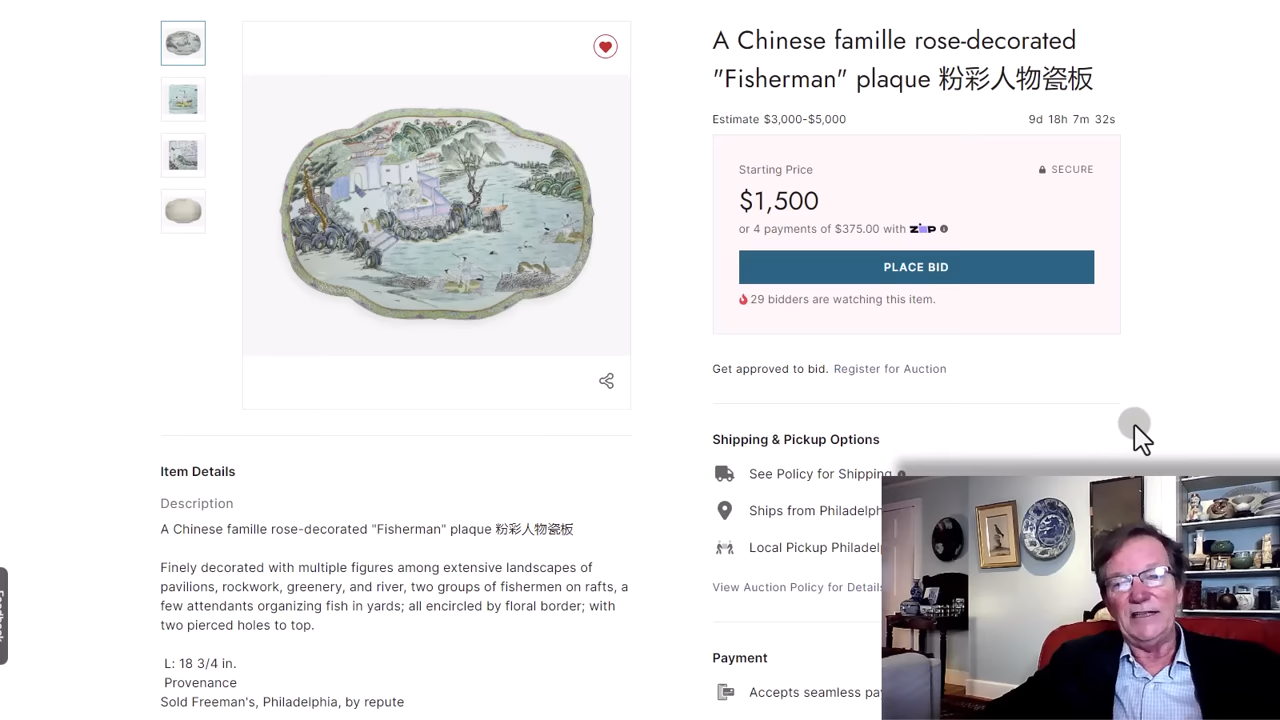 A Chinese famille rose-decorated
"Fisherman" plaque 粉彩人物瓷板
Estimate $3,000-$5,000
9d 18h 7m 32s
Starting Price
SECURE
$1,500
or 4 payments of $375.00 with ZIP
PLACE BID
29 bidders are watching this item.
Get approved to bid. Register for Auction
Shipping & Pickup Options
See Policy for Shipping
Ships from Philadelph
Local Pickup Philadel
View Auction Policy for Details
Payment
Accepts seamless pay
Item Details
Description
A Chinese famille rose-decorated "Fisherman" plaque 粉彩人物瓷板
Finely decorated with multiple figures among extensive landscapes of
pavilions, rockwork, greenery, and river, two groups of fishermen on rafts, a
few attendants organizing fish in yards; all encircled by floral border; with
two pierced holes to top.
L: 18 3/4 in.
Provenance
Sold Freeman's, Philadelphia, by repute